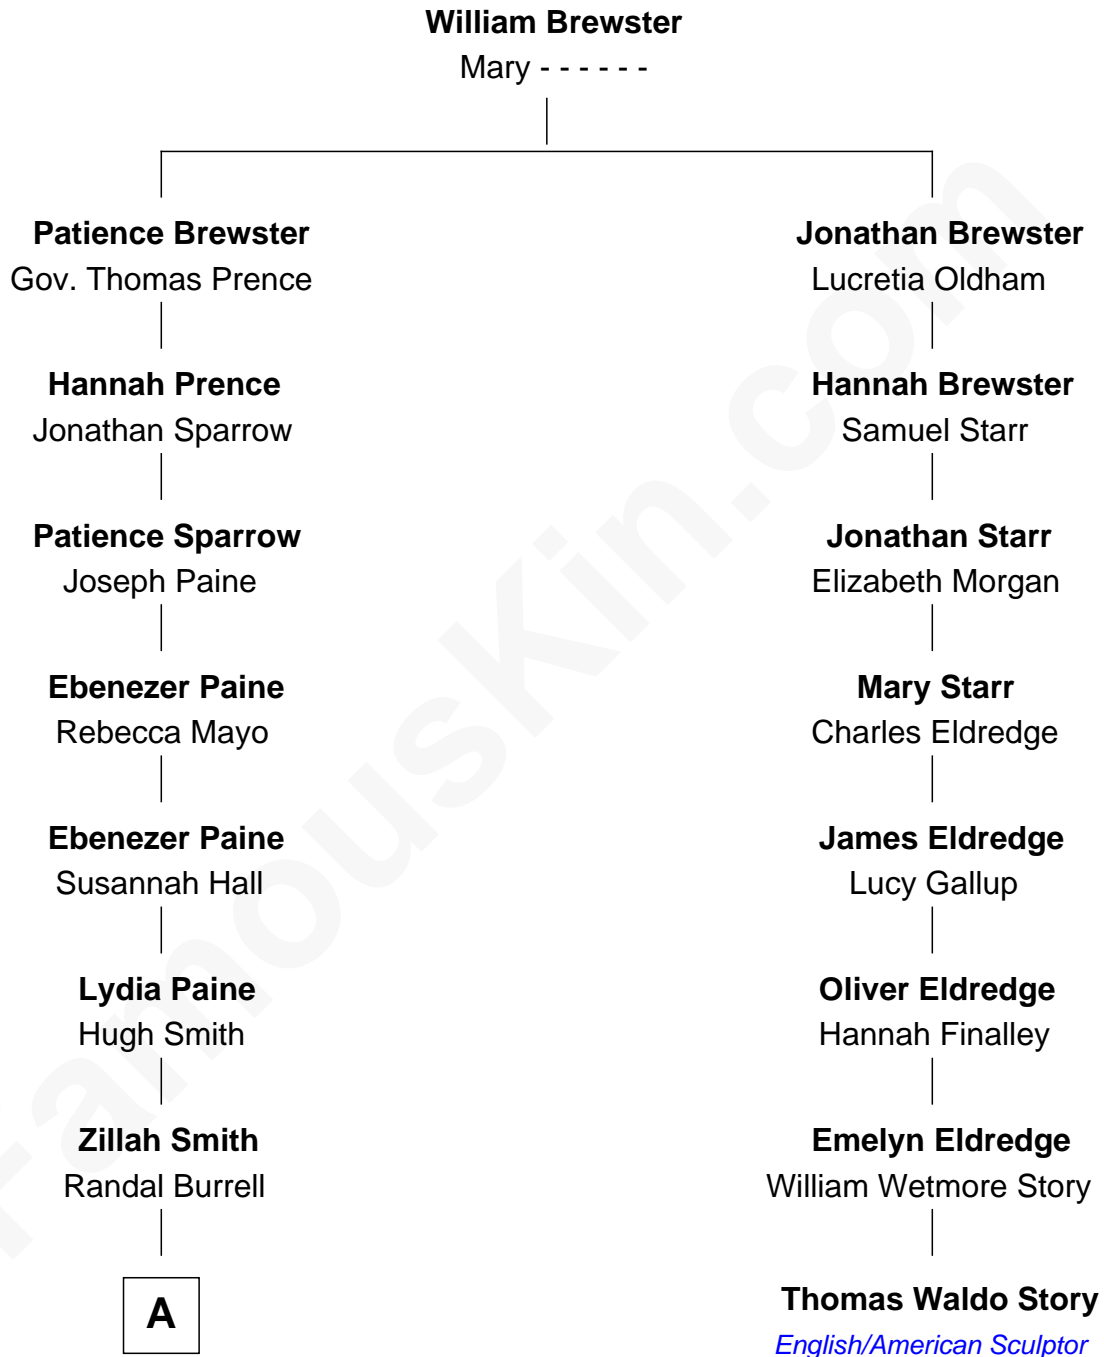 William Brewster
Mary - - - - - -
Patience Brewster
Gov. Thomas Prence
Jonathan Brewster
Lucretia Oldham
Hannah Prence
Jonathan Sparrow
Hannah Brewster
Samuel Starr
Patience Sparrow
Joseph Paine
Jonathan Starr
Elizabeth Morgan
Ebenezer Paine
Rebecca Mayo
Mary Starr
Charles Eldredge
Ebenezer Paine
Susannah Hall
James Eldredge
Lucy Gallup
Lydia Paine
Hugh Smith
Oliver Eldredge
Hannah Finalley
Zillah Smith
Randal Burrell
Emelyn Eldredge
William Wetmore Story
A
Thomas Waldo Story
English/American Sculptor
FamousKin.com